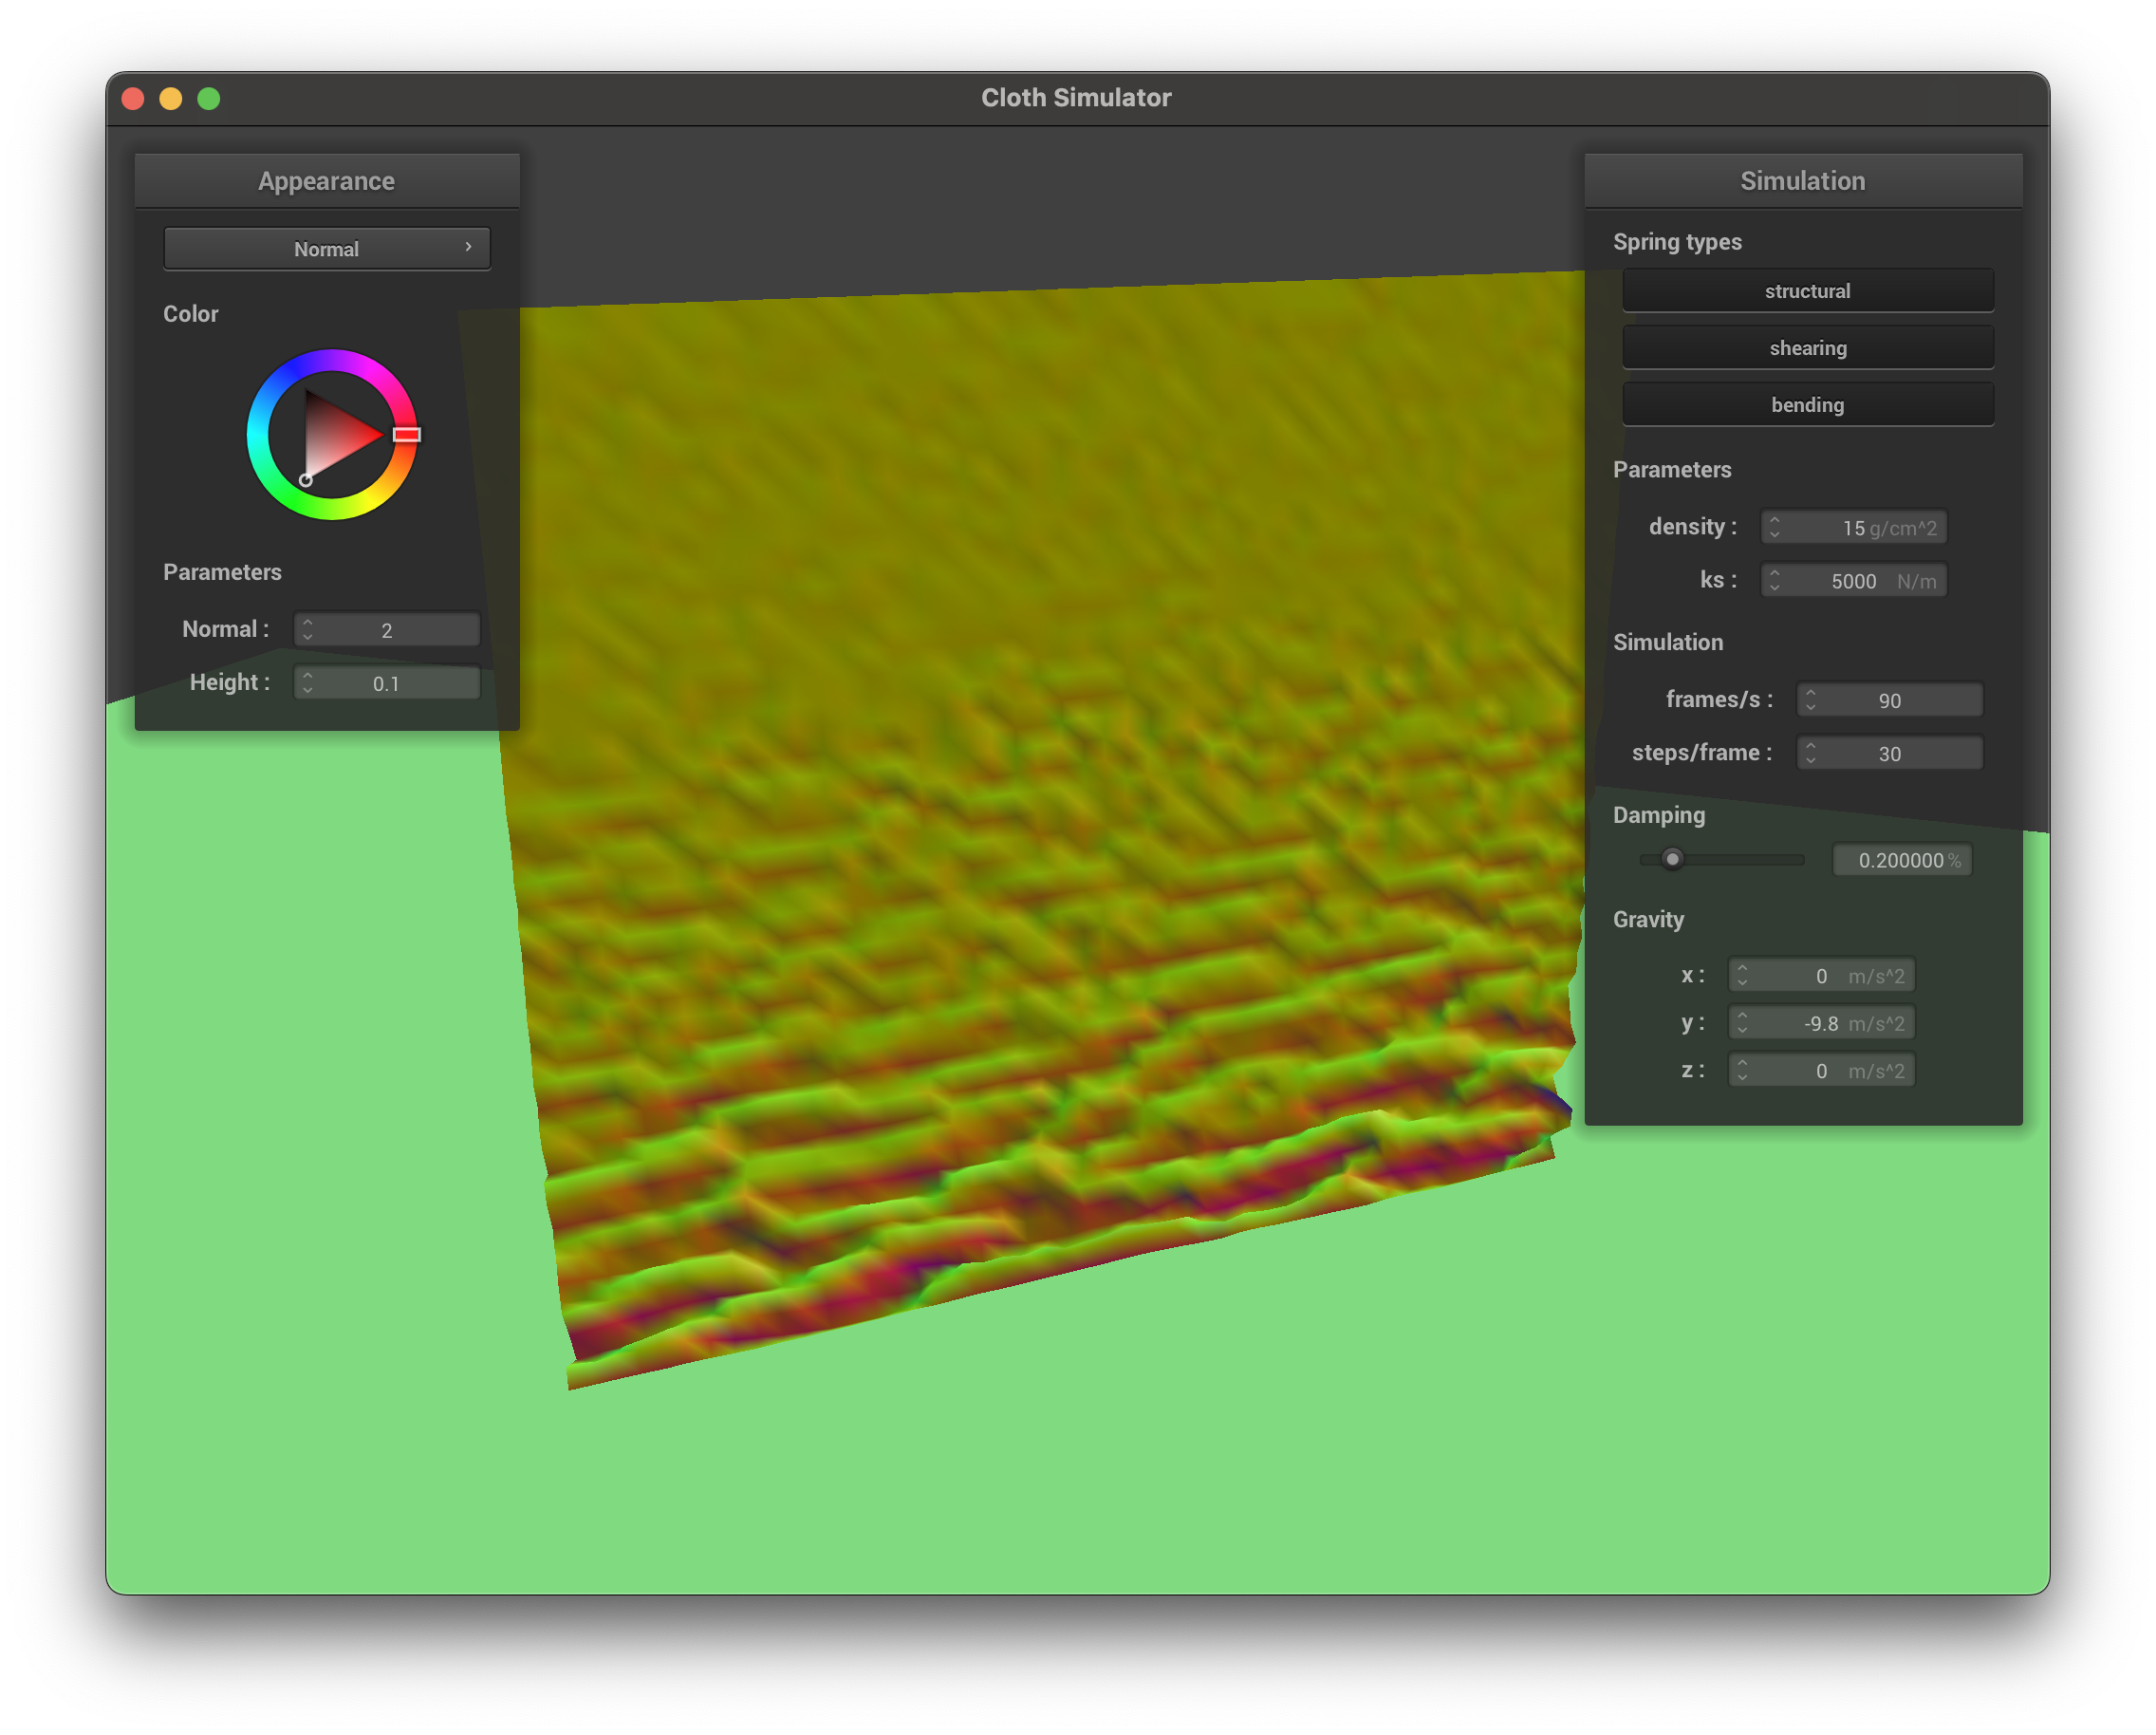 Cloth Simulator
Appearance
Normal
Color
Parameters
Normal : 2
Height : 0.1
Simulation
Spring types
structural
shearing
bending
Parameters
density : 15 g/cm^2
ks : 5000 N/m
Simulation
frames/s : 90
steps/frame : 30
Damping
0.200000 %
Gravity
x : 0 m/s^2
y : -9.8 m/s^2
z : 0 m/s^2